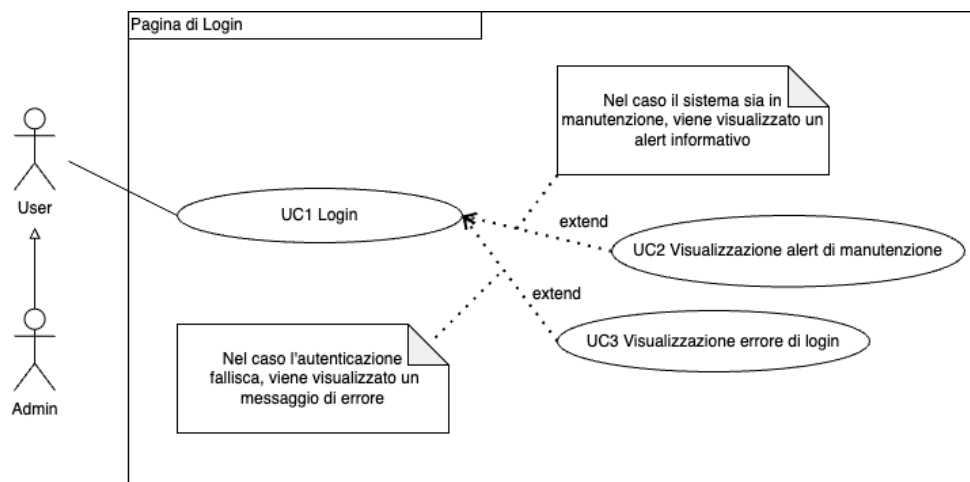 Pagina di Login
Nel caso il sistema sia in
manutenzione, viene visualizzato un
alert informativo
User
UC1 Login
extend
UC2 Visualizzazione alert di manutenzione
extend
UC3 Visualizzazione errore di login
Nel caso l'autenticazione
fallisca, viene visualizzato un
messaggio di errore
Admin